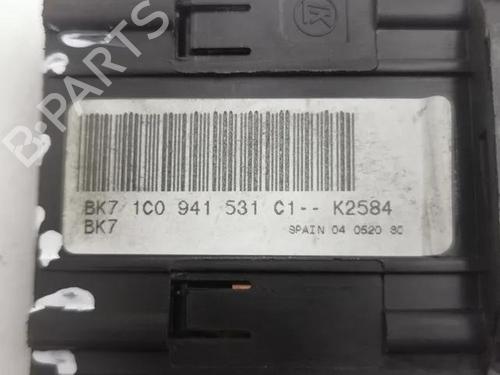 B-PARTS
BK7 1C0 941 531 C1-- K2584
BK7
SPAIN 04 0520 80